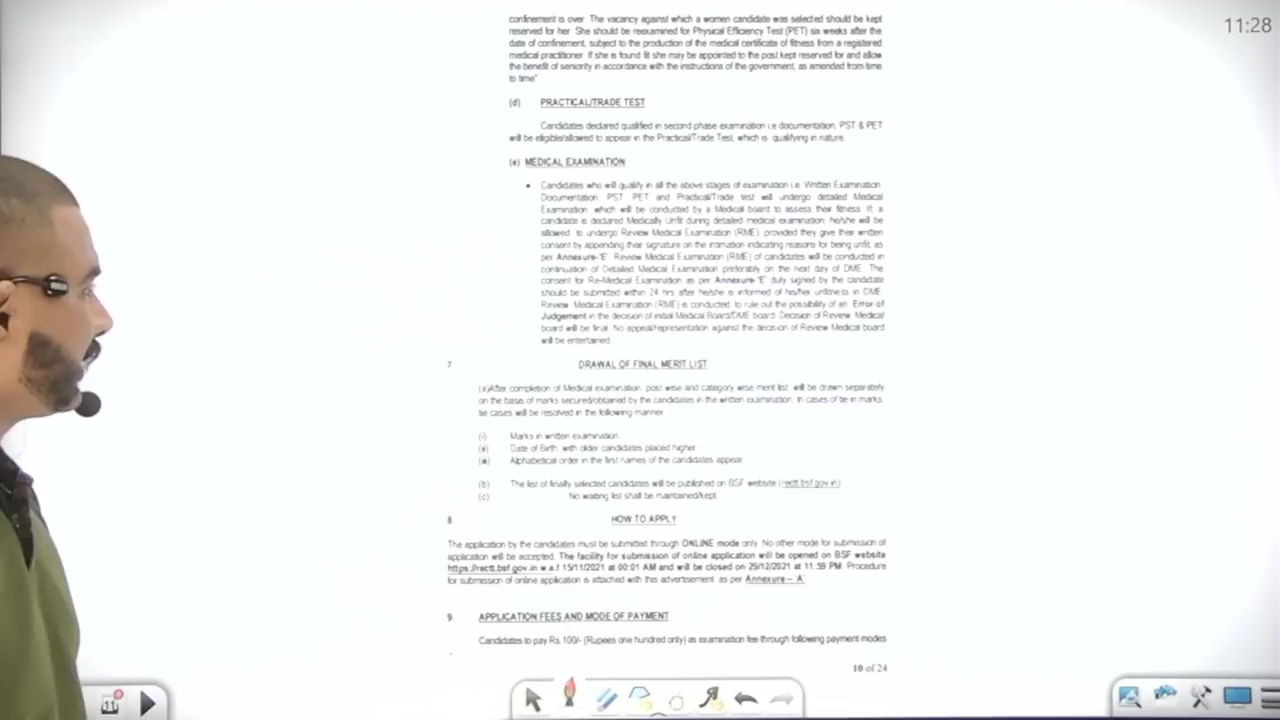 11:28
confinement is over. The vacancy against which a women candidate was selected should be kept
reserved for her. She should be reexamined for Physical Efficiency Test (PET) six weeks after the
date of confinement, subject to the production of the medical certificate of fitness from a registered
medical practitioner. If she is found fit she may be appointed to the post kept reserved for and allow
the benefit of seniority in accordance with the instructions of the government, as amended from time
to time"
(d) PRACTICAL/TRADE TEST
Candidates declared qualified in second phase examination i.e documentation, PST & PET
will be eligible/allowed to appear in the Practical/Trade Test, which is qualifying in nature.
(e) MEDICAL EXAMINATION
• Candidates who will qualify in all the above stages of examination i.e. Written Examination
Documentation PST PET and Practical/Trade test will undergo detailed Medical
Examination which will be conducted by a Medical board to assess their fitness. If, a
candidate is declared Medically Unfit during detailed medical examination, he/she will be
allowed to undergo Review Medical Examination (RME) provided they give their written
consent by appending their signature on the intimation indicating reasons for being unfit, as
per Annexure-'E' Review Medical Examination (RME) of candidates will be conducted in
continuation of Detailed Medical Examination preferably on the next day of DME. The
consent for Re-Medical Examination as per Annexure-'E' duly signed by the candidate
should be submitted within 24 hrs after he/she is informed of his/her unfitness in DME.
Review Medical Examination (RME) is conducted to rule out the possibility of an Error of
Judgement in the decision of initial Medical Board/DME board. Decision of Review Medical
board will be final. No appeal/representation against the decision of Review Medical board
will be entertained.
7 DRAWAL OF FINAL MERIT LIST
(a)After completion of Medical examination, post wise and category wise merit list will be drawn separately
on the basis of marks secured/obtained by the candidates in the written examination. In cases of tie in marks,
tie cases will be resolved in the following manner
(i) Marks in written examination
(ii) Date of Birth, with older candidates placed higher
(iii) Alphabetical order in the first names of the candidates appear
(b) The list of finally selected candidates will be published on BSF website (rectt.bsf.gov.in)
(c) No waiting list shall be maintained/kept.
8 HOW TO APPLY
The application by the candidates must be submitted through ONLINE mode only. No other mode for submission of
application will be accepted. The facility for submission of online application will be opened on BSF website
https://rectt.bsf.gov.in w.e.f 15/11/2021 at 00:01 AM and will be closed on 29/12/2021 at 11:59 PM. Procedure
for submission of online application is attached with this advertisement as per Annexure – 'A'
9 APPLICATION FEES AND MODE OF PAYMENT
Candidates to pay Rs. 100/- (Rupees one hundred only) as examination fee through following payment modes
10 of 24
11